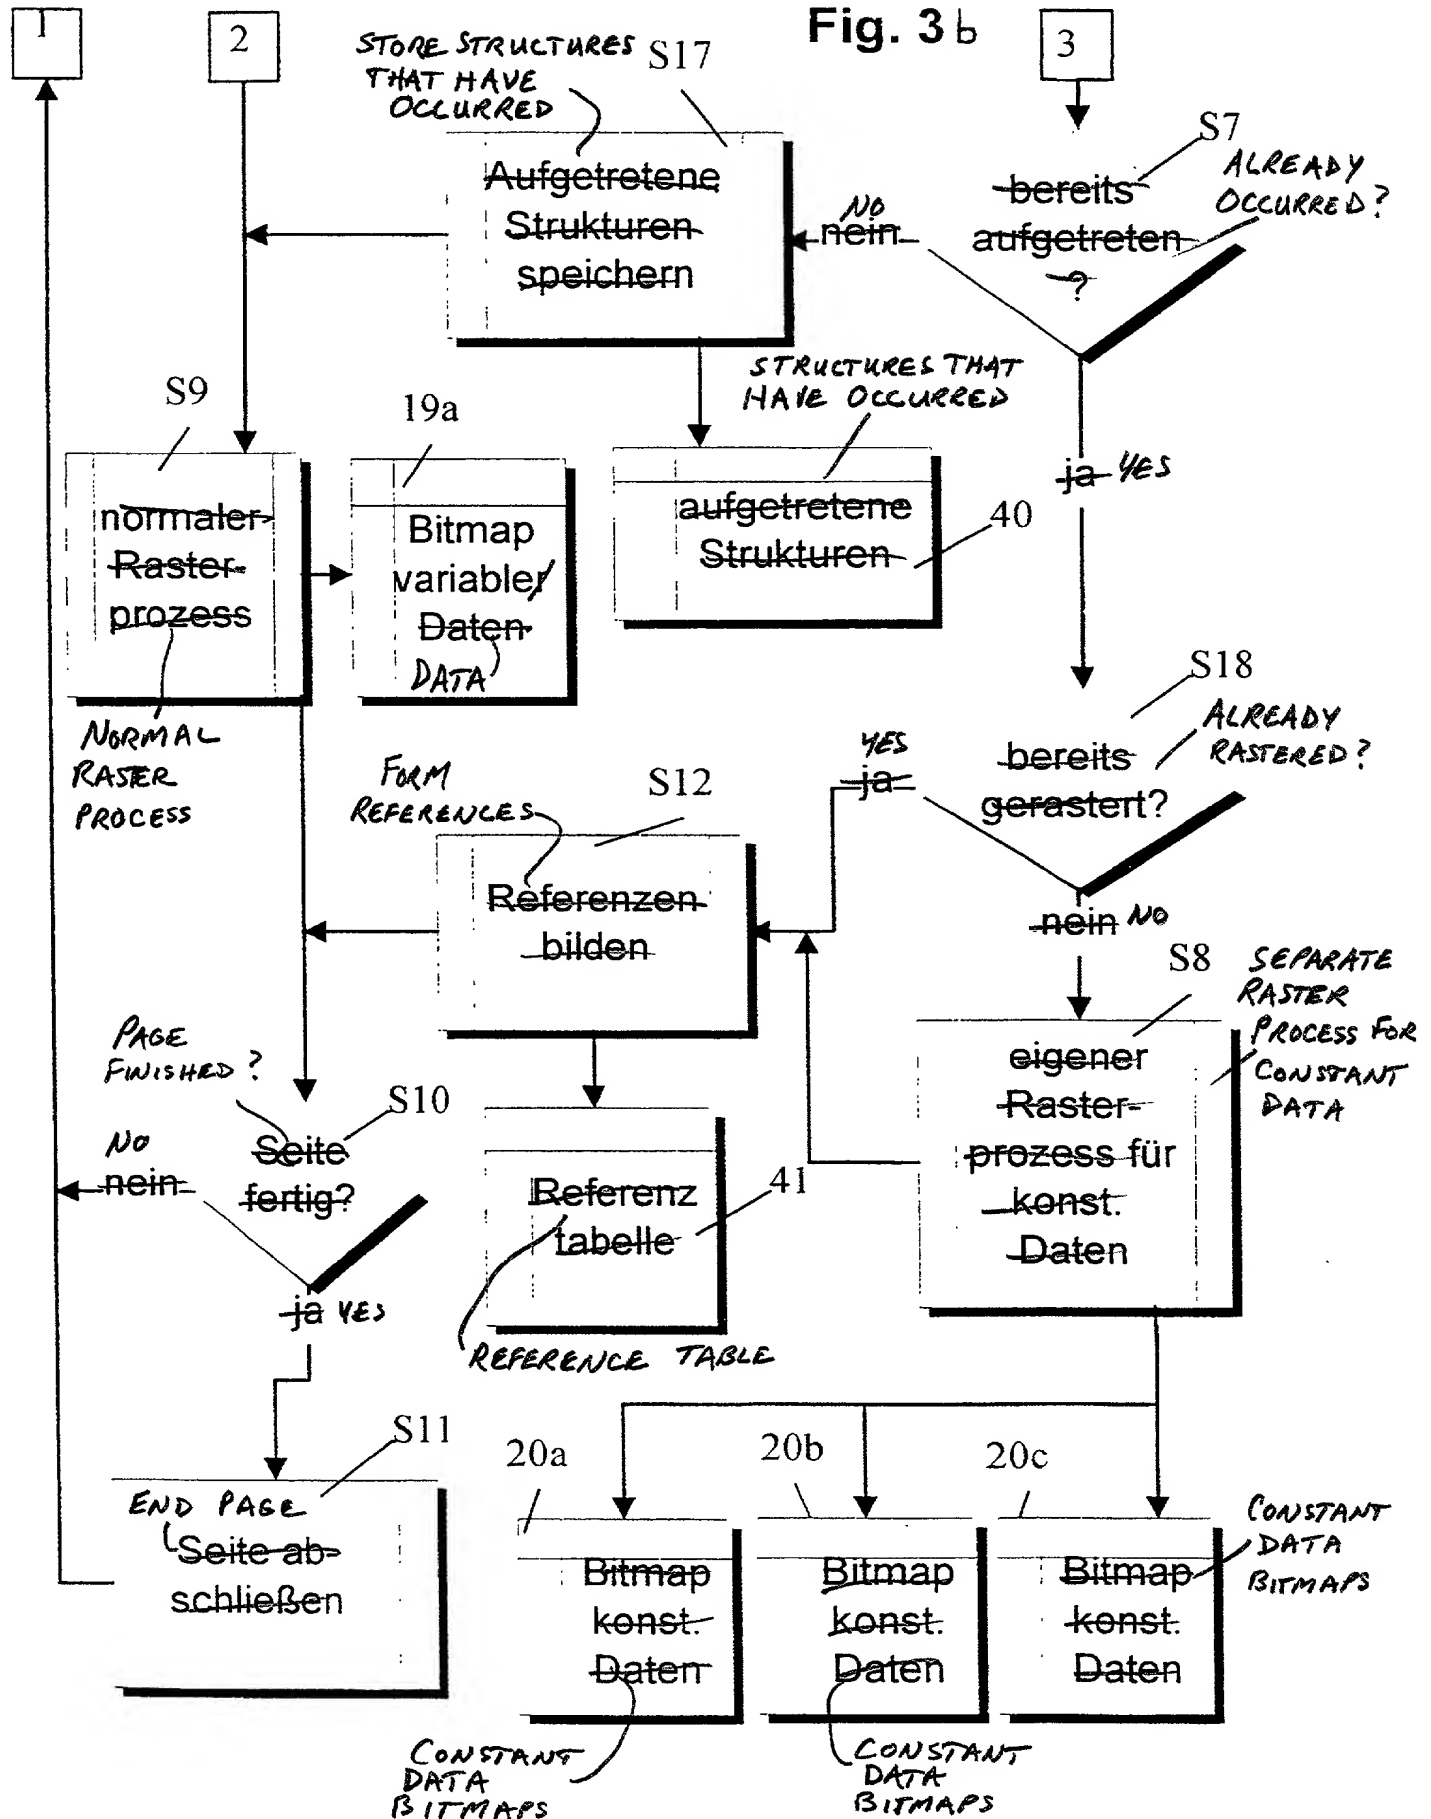 1
2
Fig. 3 b
3
STORE STRUCTURES
THAT HAVE
OCCURRED
S17
Aufgetretene
Strukturen
speichern
NO
nein
S7
ALREADY
OCCURRED?
bereits
aufgetreten
?
S9
19a
STRUCTURES THAT
HAVE OCCURRED
ja YES
normaler
Raster-
prozess
Bitmap
variabler
Daten
DATA
aufgetretene
Strukturen
40
NORMAL
RASTER
PROCESS
S18
ALREADY
RASTERED?
bereits
gerastert?
YES
ja
FORM
REFERENCES
S12
Referenzen
bilden
nein NO
S8
SEPARATE
RASTER
PROCESS FOR
CONSTANT
DATA
eigener
Raster-
prozess für
konst.
Daten
PAGE
FINISHED?
S10
Seite
fertig?
NO
nein
ja YES
Referenz
tabelle
41
REFERENCE TABLE
S11
END PAGE
Seite ab-
schließen
20a
20b
20c
Bitmap
konst.
Daten
Bitmap
konst.
Daten
Bitmap
konst.
Daten
CONSTANT
DATA
BITMAPS
CONSTANT
DATA
BITMAPS
CONSTANT
DATA
BITMAPS